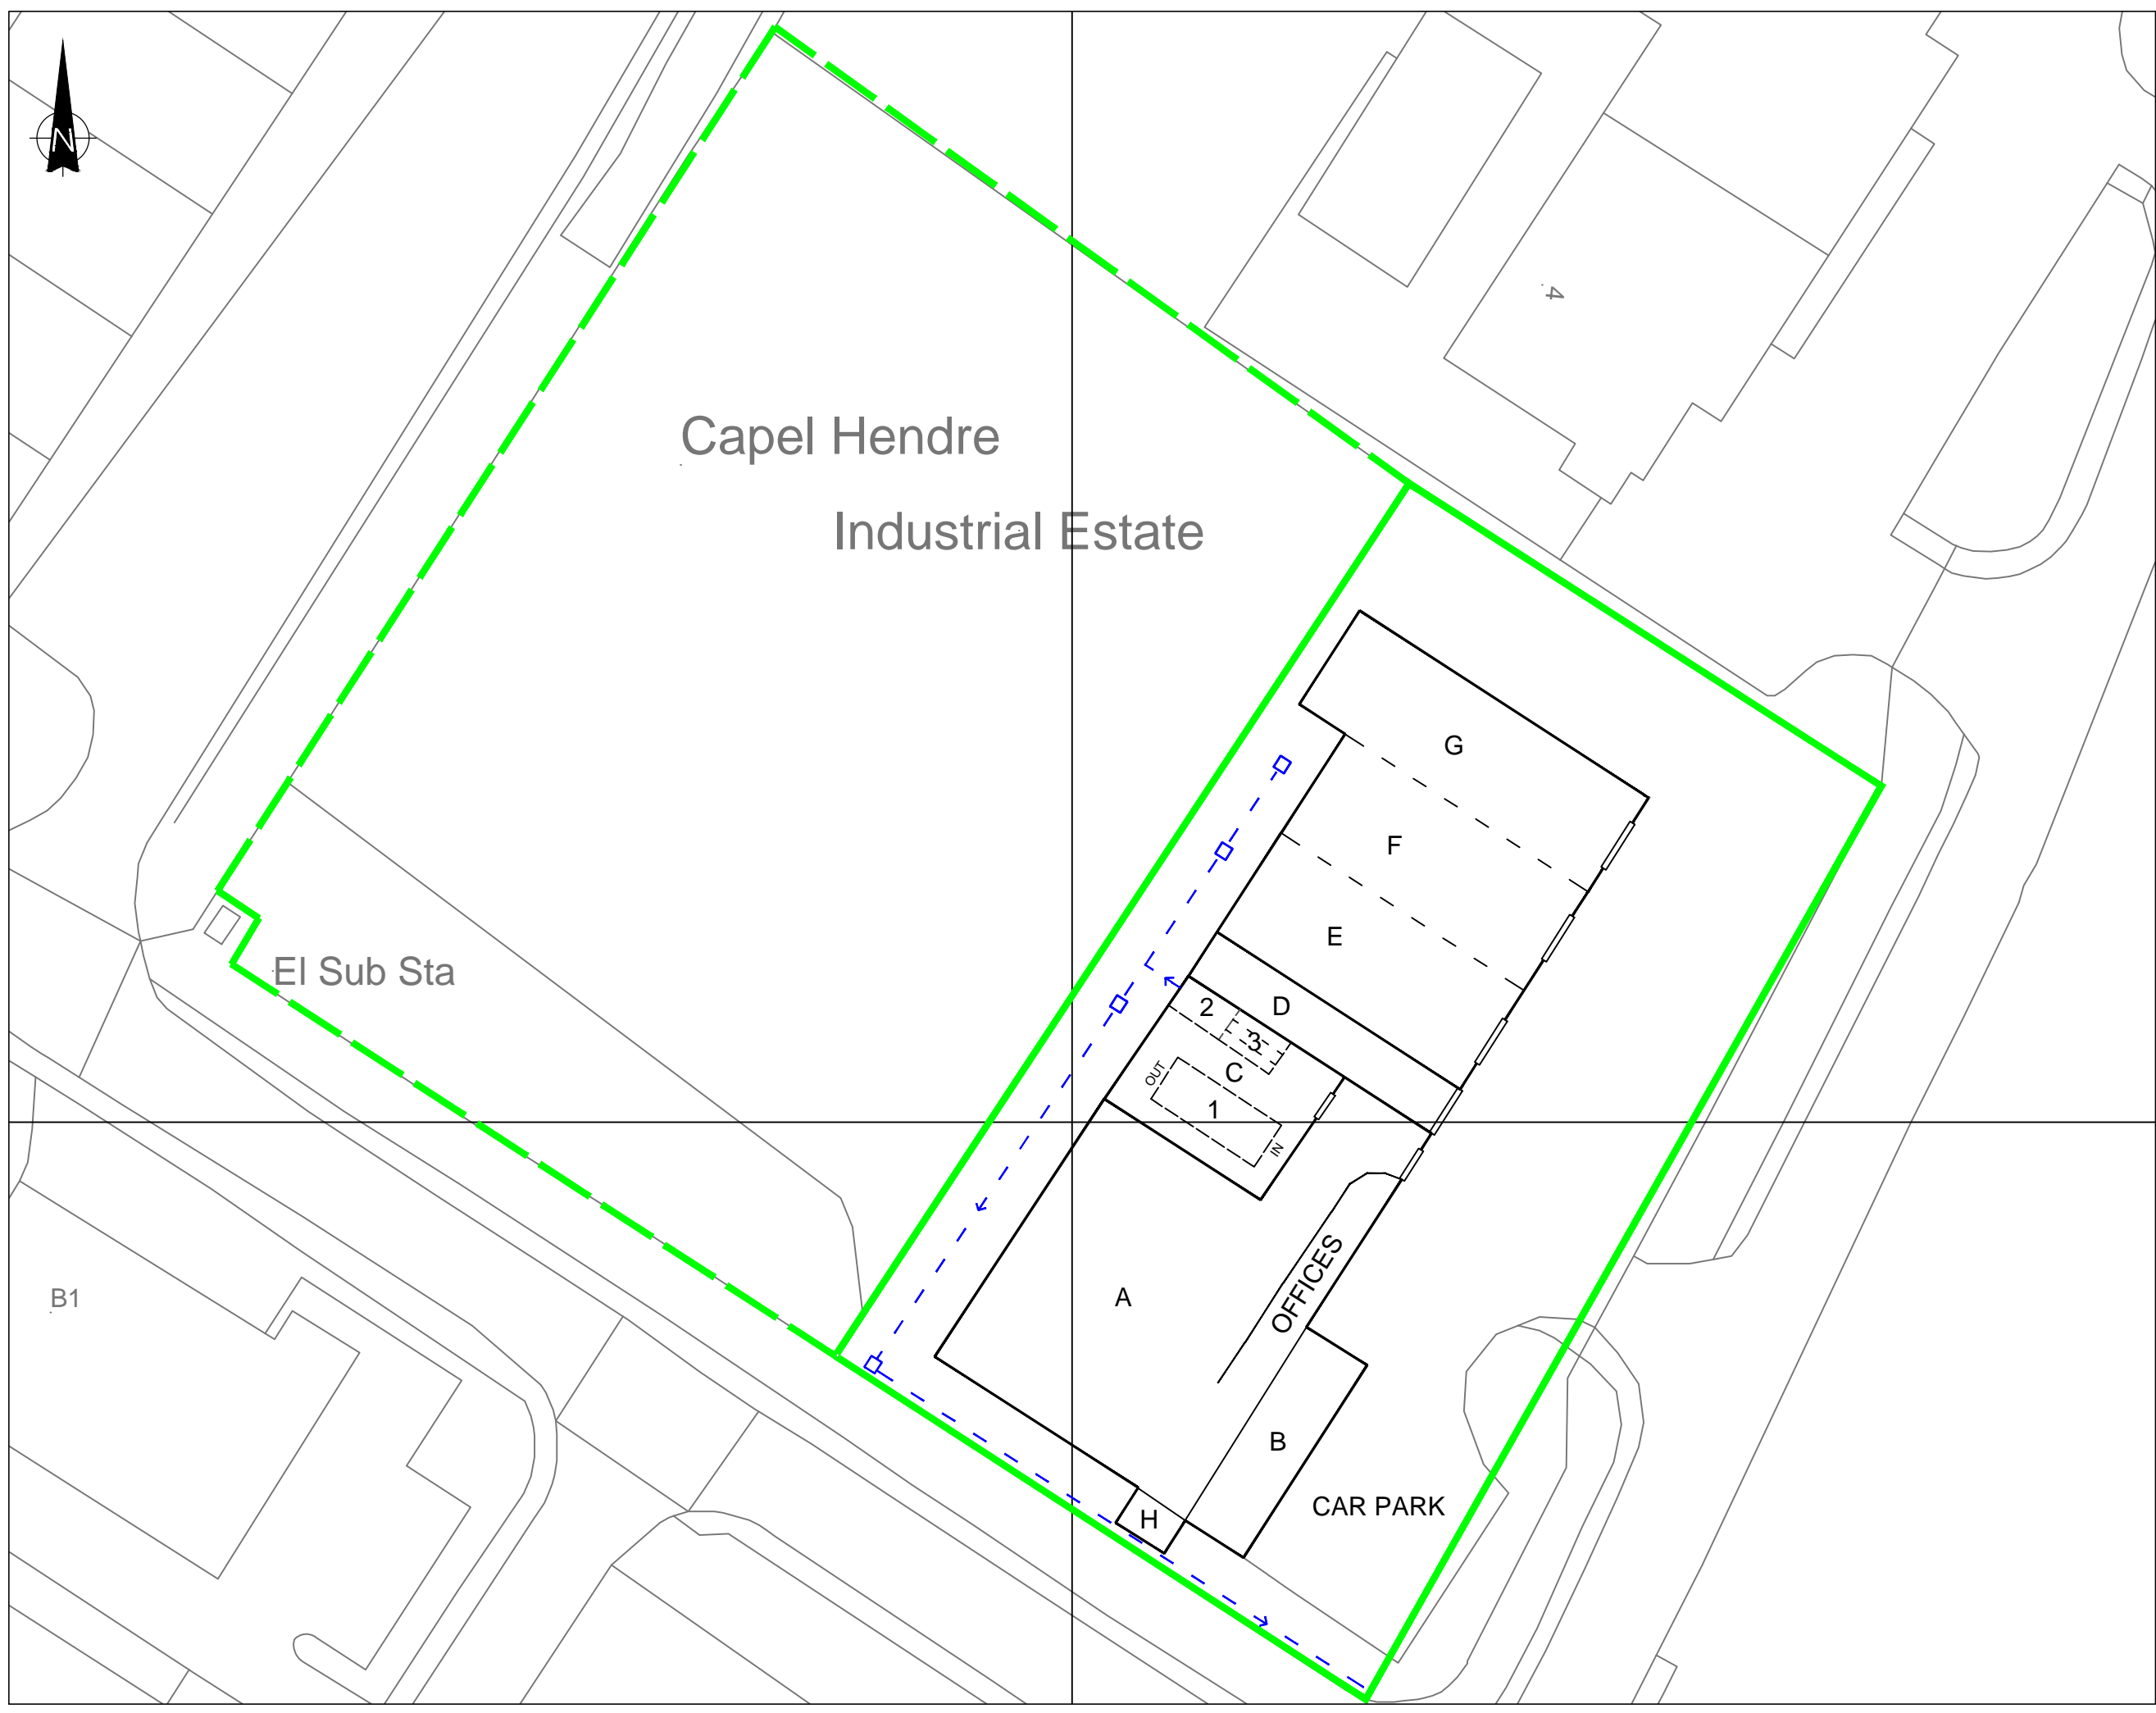 N
4
Capel Hendre
Industrial Estate
G
F
E
El Sub Sta
D
2
3
C
OUT
1
IN
OFFICES
A
B1
B
CAR PARK
H